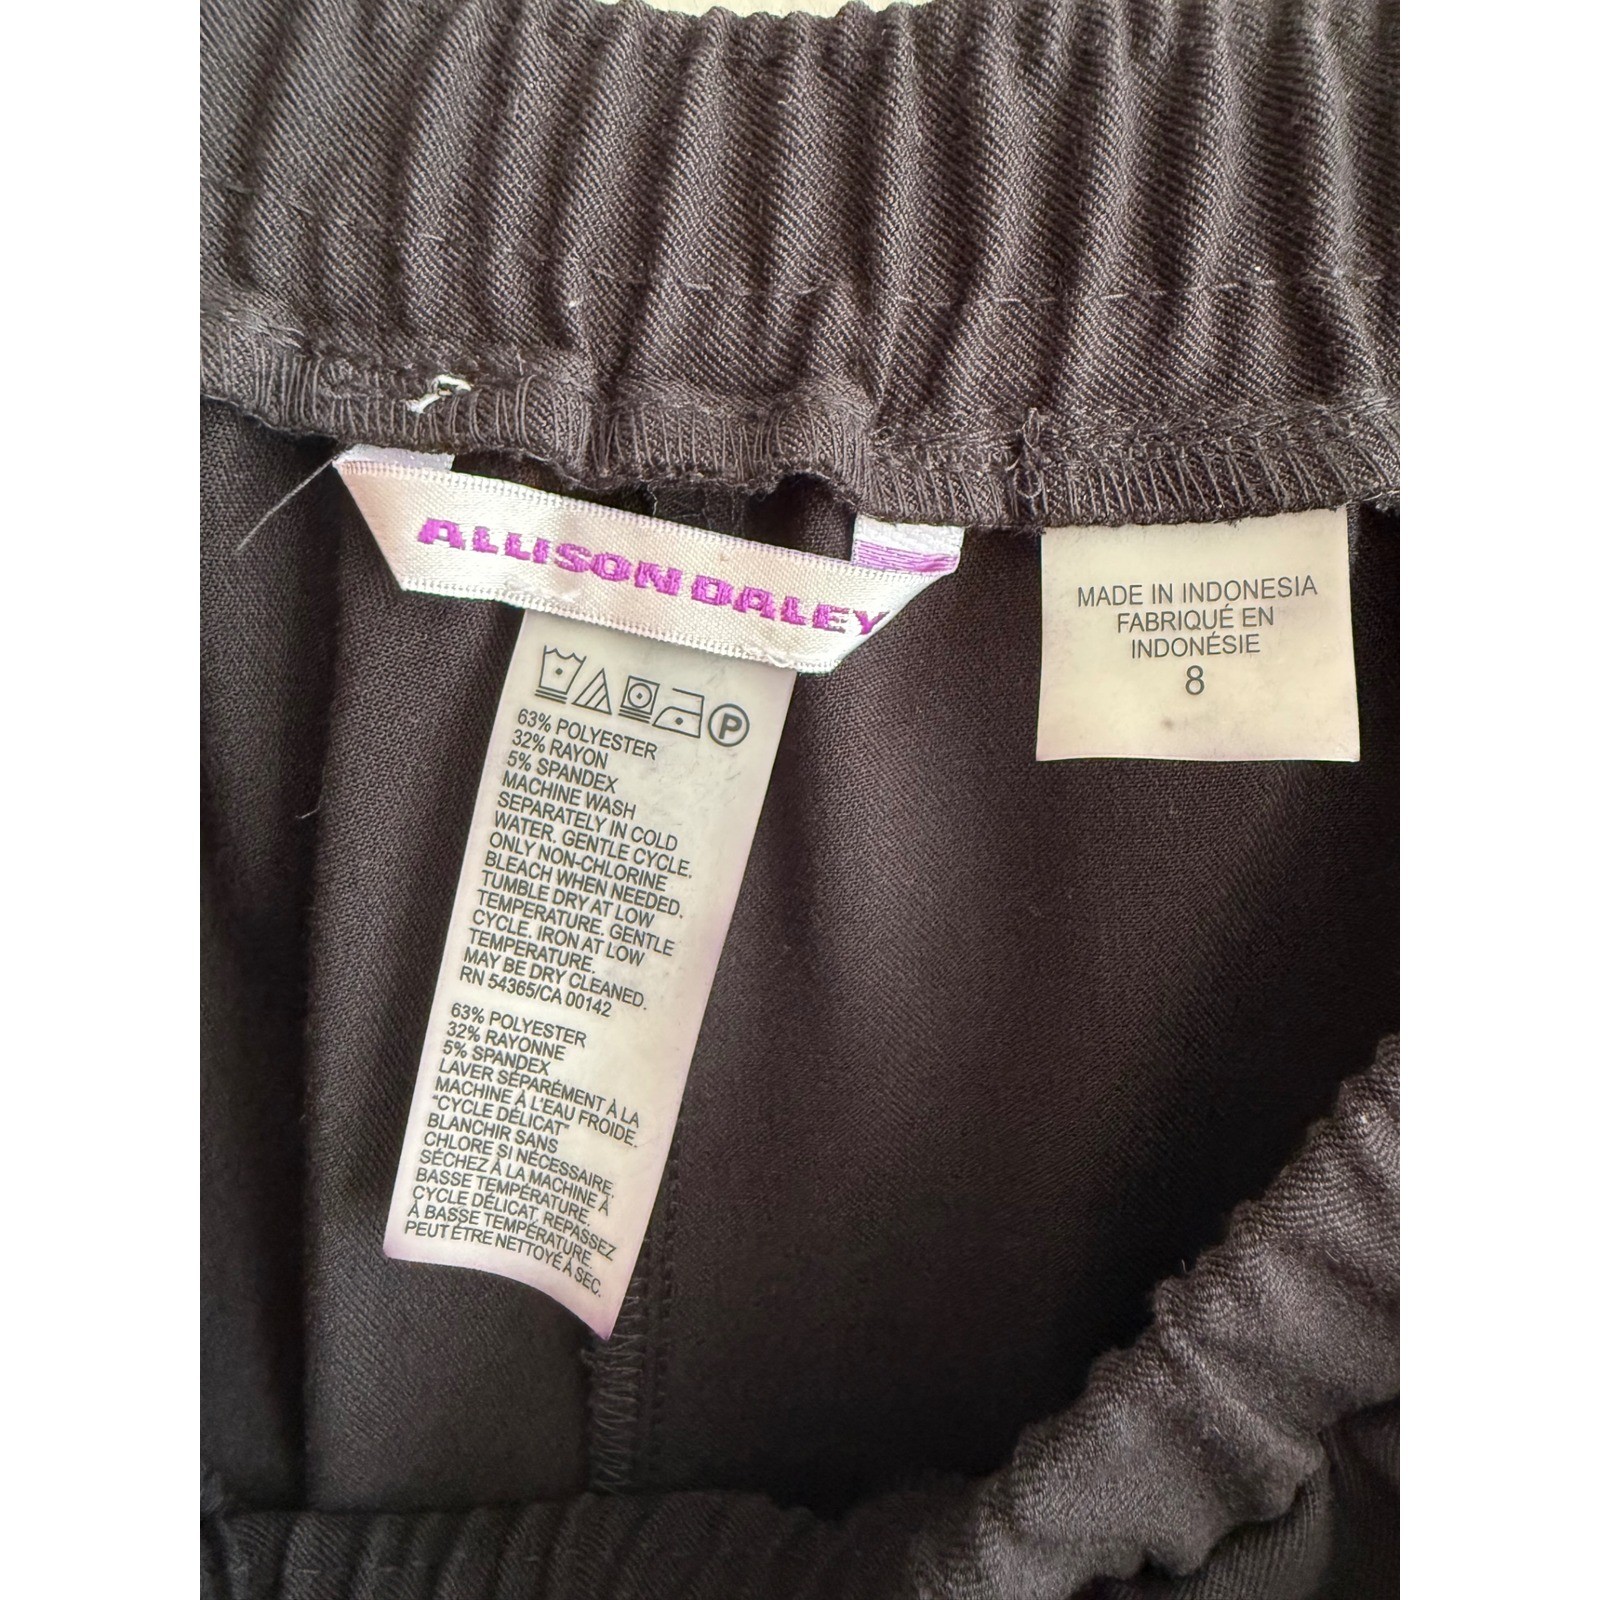 ALLISON DALEY
MADE IN INDONESIA
FABRIQUÉ EN
INDONÉSIE
8
P
63% POLYESTER
32% RAYON
5% SPANDEX
MACHINE WASH
SEPARATELY IN COLD
WATER. GENTLE CYCLE.
ONLY NON-CHLORINE
BLEACH WHEN NEEDED.
TUMBLE DRY AT LOW
TEMPERATURE. GENTLE
CYCLE. IRON AT LOW
TEMPERATURE.
MAY BE DRY CLEANED.
RN 54365/CA 00142
63% POLYESTER
32% RAYONNE
5% SPANDEX
LAVER SÉPARÉMENT À LA
MACHINE À L'EAU FROIDE.
"CYCLE DÉLICAT"
BLANCHIR SANS
CHLORE SI NÉCESSAIRE.
SÉCHEZ À LA MACHINE À
BASSE TEMPÉRATURE.
CYCLE DÉLICAT. REPASSEZ
À BASSE TEMPÉRATURE.
PEUT ÊTRE NETTOYÉ À SEC.